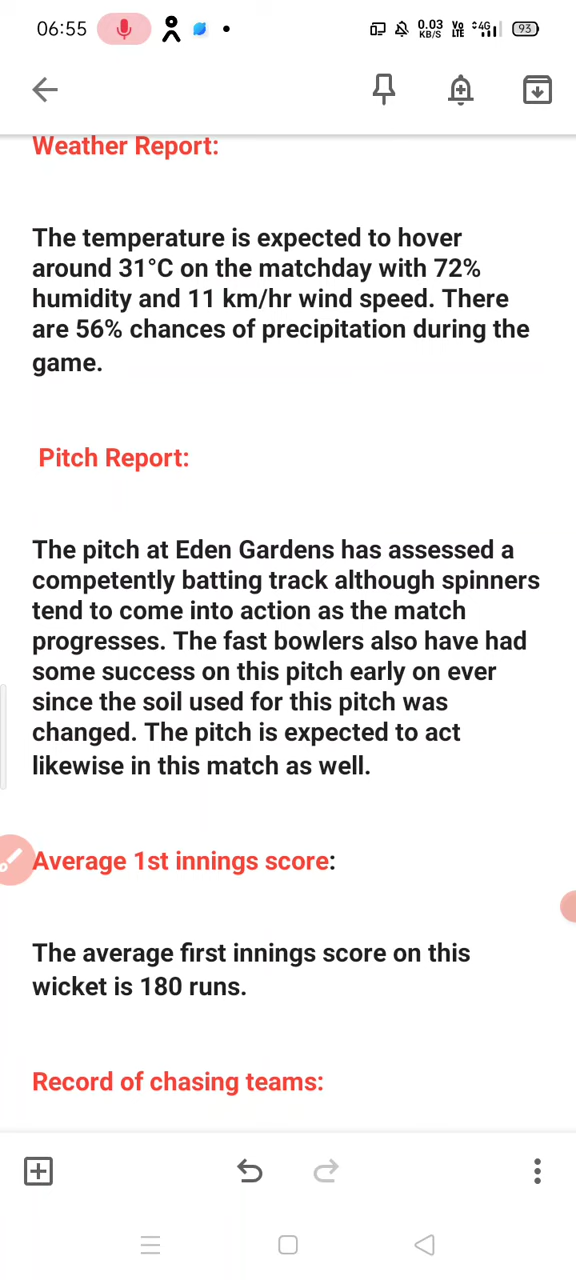 06:55
0.03
KB/S
Vo
LTE
4G
93
Weather Report:
The temperature is expected to hover
around 31°C on the matchday with 72%
humidity and 11 km/hr wind speed. There
are 56% chances of precipitation during the
game.
Pitch Report:
The pitch at Eden Gardens has assessed a
competently batting track although spinners
tend to come into action as the match
progresses. The fast bowlers also have had
some success on this pitch early on ever
since the soil used for this pitch was
changed. The pitch is expected to act
likewise in this match as well.
Average 1st innings score:
The average first innings score on this
wicket is 180 runs.
Record of chasing teams: